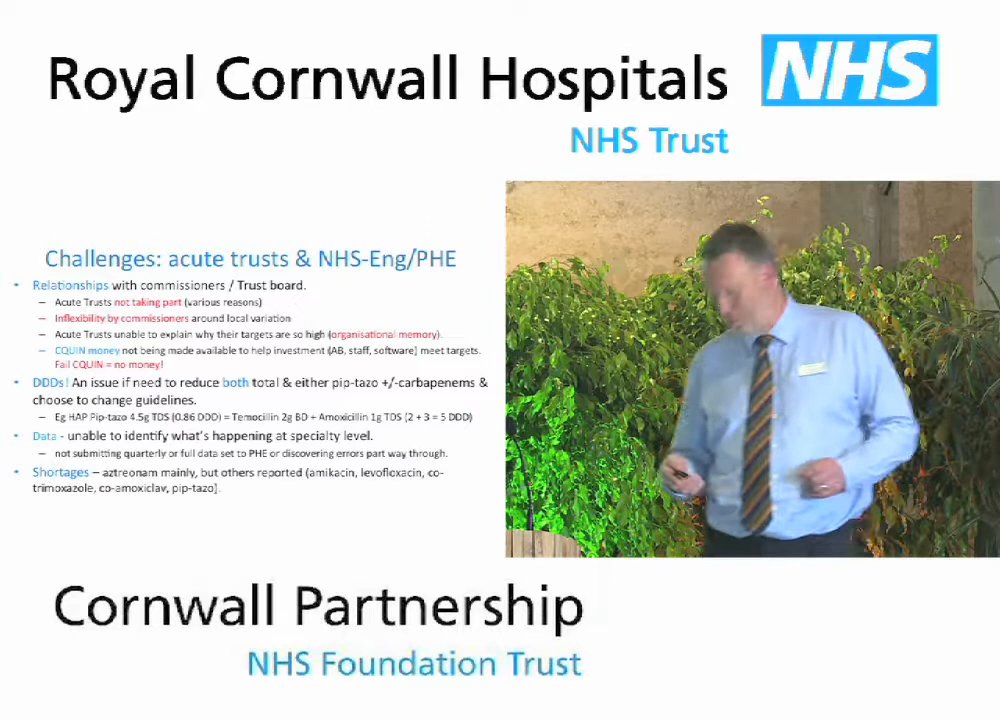 Royal Cornwall Hospitals NHS
NHS Trust
Challenges: acute trusts & NHS-Eng/PHE
• Relationships with commissioners / Trust board.
– Acute Trusts not taking part (various reasons)
– Inflexibility by commissioners around local variation
– Acute Trusts unable to explain why their targets are so high (organisational memory).
– CQUIN money not being made available to help investment (AB, staff, software) meet targets.
Fail CQUIN = no money!
• DDDs! An issue if need to reduce both total & either pip-tazo +/-carbapenems &
choose to change guidelines.
– Eg HAP Pip-tazo 4.5g TDS (0.86 DDD) = Temocillin 2g BD + Amoxicillin 1g TDS (2 + 3 = 5 DDD)
• Data - unable to identify what's happening at specialty level.
– not submitting quarterly or full data set to PHE or discovering errors part way through.
• Shortages – aztreonam mainly, but others reported (amikacin, levofloxacin, co-
trimoxazole, co-amoxiclav, pip-tazo).
Cornwall Partnership
NHS Foundation Trust